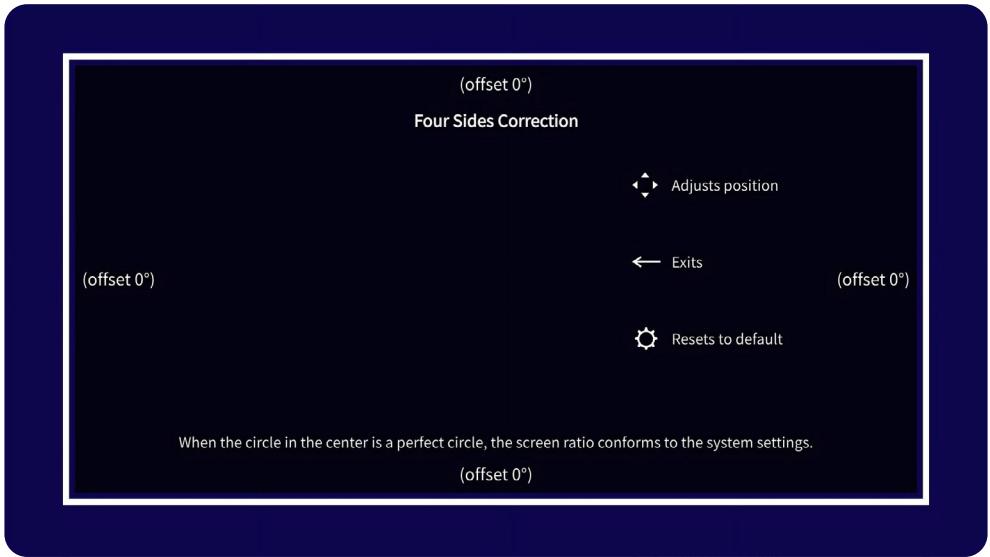 (offset 0°)
Four Sides Correction
Adjusts position
Exits
(offset 0°)
(offset 0°)
Resets to default
When the circle in the center is a perfect circle, the screen ratio conforms to the system settings.
(offset 0°)